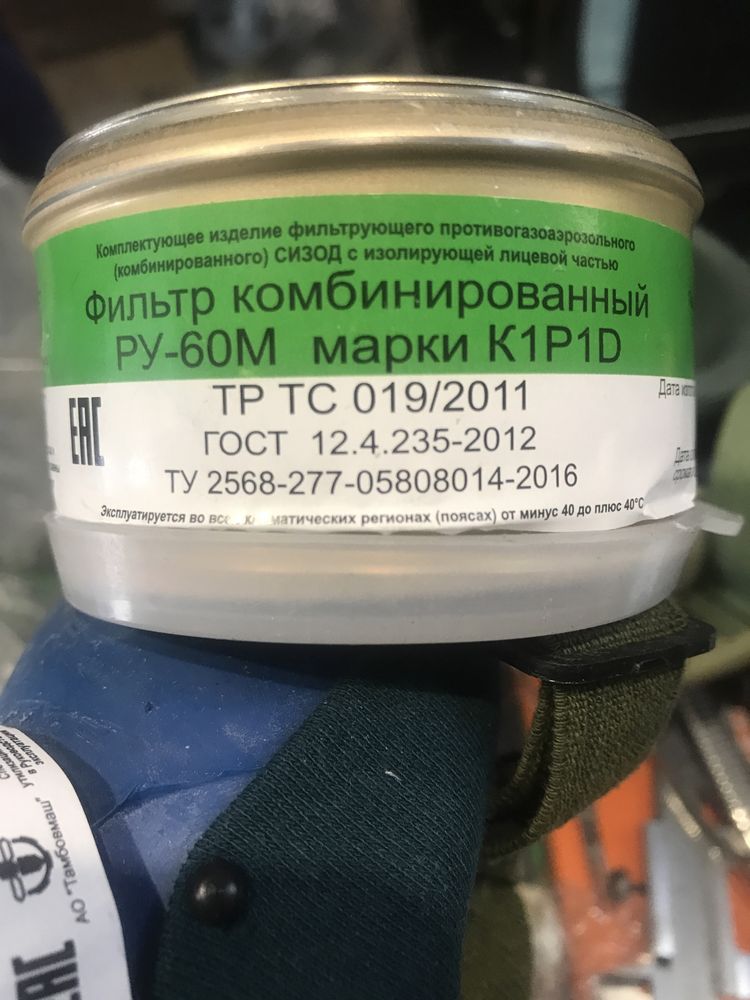 Комплектующее изделие фильтрующего противогазоаэрозольного
(комбинированного) СИЗОД с изолирующей лицевой частью
Фильтр комбинированный
РУ-60М марки К1Р1D
ТР ТС 019/2011
ГОСТ 12.4.235-2012
ТУ 2568-277-05808014-2016
Эксплуатируется во регионах (поясах) от минус 40 до плюс 40°С
ЕАС
Дата
Дата
АО "Тамбовмаш"
ЕАС